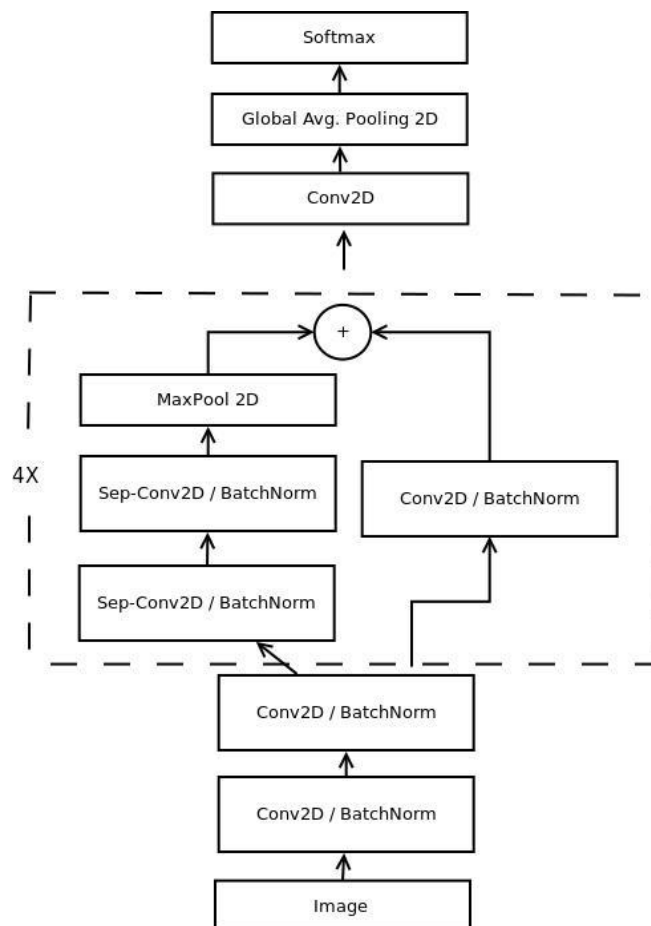 Softmax
Global Avg. Pooling 2D
Conv2D
+
MaxPool 2D
4X
Sep-Conv2D / BatchNorm
Conv2D / BatchNorm
Sep-Conv2D / BatchNorm
Conv2D / BatchNorm
Conv2D / BatchNorm
Image